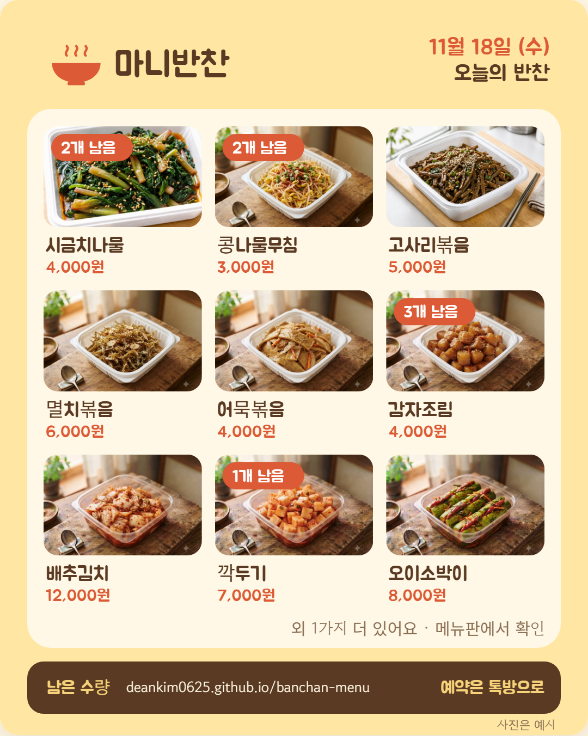 마니반찬
11월 18일 (수)
오늘의 반찬
2개 남음
2개 남음
시금치나물
콩나물무침
고사리볶음
4,000원
3,000원
5,000원
3개 남음
멸치볶음
어묵볶음
감자조림
6,000원
4,000원
4,000원
1개 남음
배추김치
깍두기
오이소박이
12,000원
7,000원
8,000원
외 1가지 더 있어요 · 메뉴판에서 확인
남은 수량 deankim0625.github.io/banchan-menu 예약은 톡방으로
사진은 예시